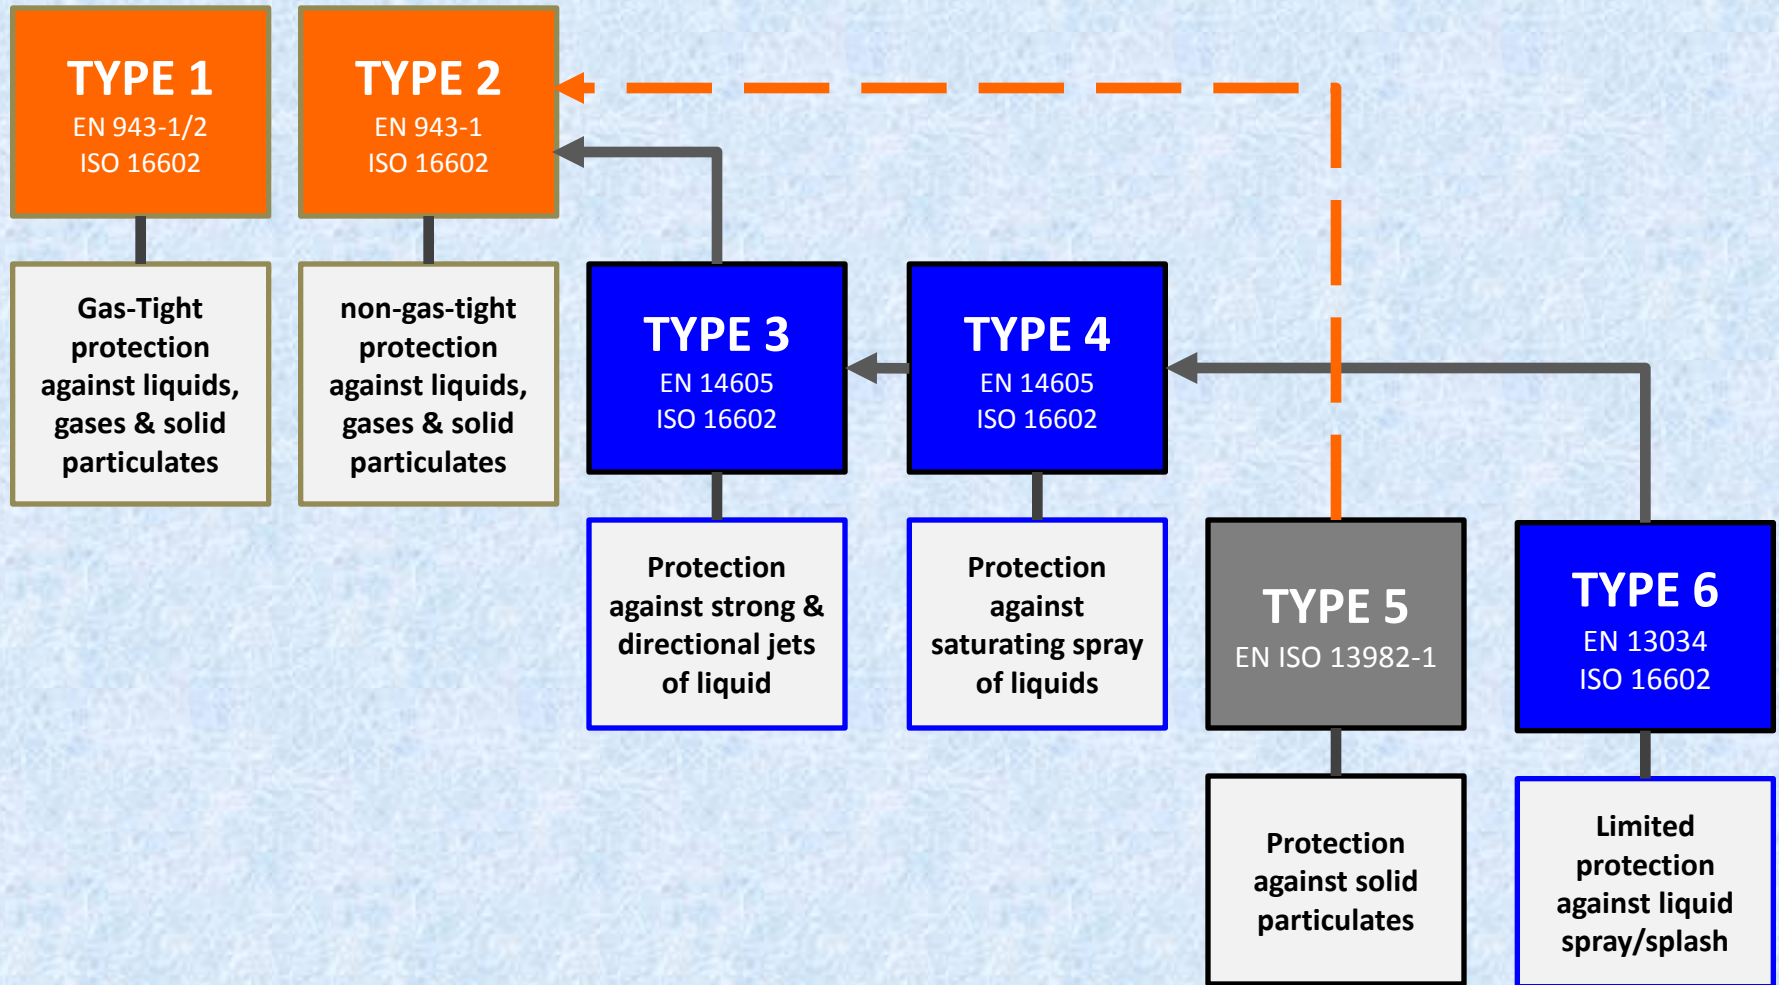 TYPE 1
EN 943-1/2
ISO 16602
TYPE 2
EN 943-1
ISO 16602
Gas-Tight
protection
against liquids,
gases & solid
particulates
non-gas-tight
protection
against liquids,
gases & solid
particulates
TYPE 3
EN 14605
ISO 16602
TYPE 4
EN 14605
ISO 16602
Protection
against strong &
directional jets
of liquid
Protection
against
saturating spray
of liquids
TYPE 5
EN ISO 13982-1
TYPE 6
EN 13034
ISO 16602
Protection
against solid
particulates
Limited
protection
against liquid
spray/splash